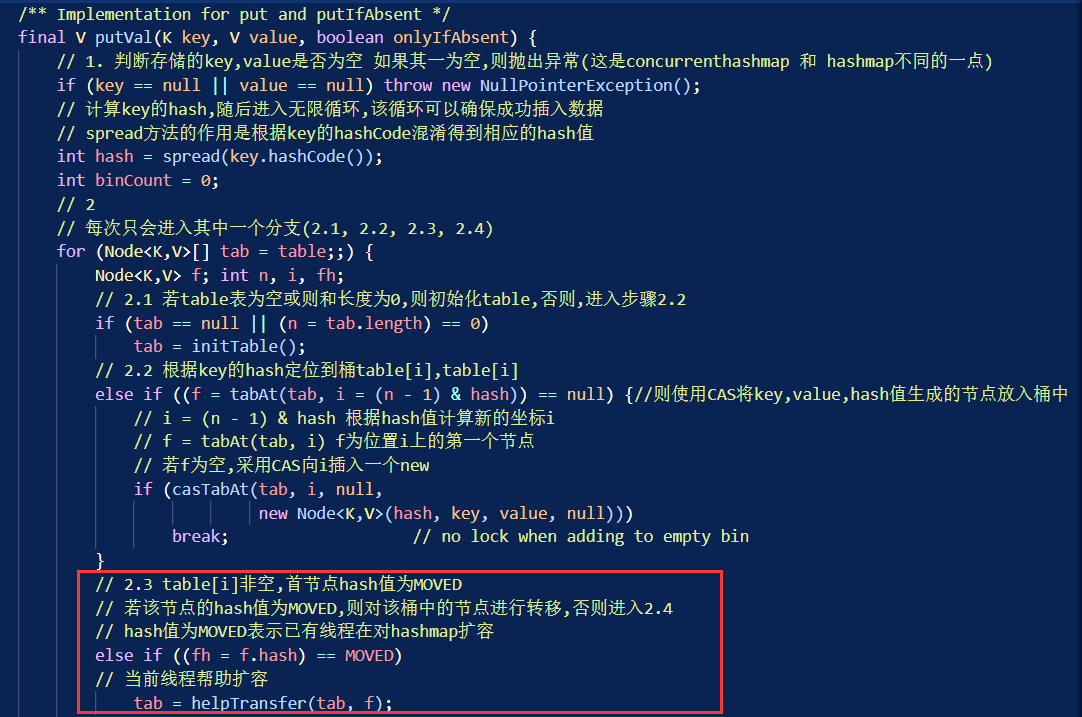 /** Implementation for put and putIfAbsent */
final V putVal(K key, V value, boolean onlyIfAbsent) {
// 1. 判断存储的key,value是否为空 如果其一为空,则抛出异常(这是concurrenthashmap 和 hashmap不同的一点)
if (key == null || value == null) throw new NullPointerException();
// 计算key的hash,随后进入无限循环,该循环可以确保成功插入数据
// spread方法的作用是根据key的hashCode混淆得到相应的hash值
int hash = spread(key.hashCode());
int binCount = 0;
// 2
// 每次只会进入其中一个分支(2.1, 2.2, 2.3, 2.4)
for (Node<K,V>[] tab = table;;) {
Node<K,V> f; int n, i, fh;
// 2.1 若table表为空或则和长度为0,则初始化table,否则,进入步骤2.2
if (tab == null || (n = tab.length) == 0)
tab = initTable();
// 2.2 根据key的hash定位到桶table[i],table[i]
else if ((f = tabAt(tab, i = (n - 1) & hash)) == null) {//则使用CAS将key,value,hash值生成的节点放入桶中
// i = (n - 1) & hash 根据hash值计算新的坐标i
// f = tabAt(tab, i) f为位置i上的第一个节点
// 若f为空,采用CAS向i插入一个new
if (casTabAt(tab, i, null,
new Node<K,V>(hash, key, value, null)))
break; // no lock when adding to empty bin
}
// 2.3 table[i]非空,首节点hash值为MOVED
// 若该节点的hash值为MOVED,则对该桶中的节点进行转移,否则进入2.4
// hash值为MOVED表示已有线程在对hashmap扩容
else if ((fh = f.hash) == MOVED)
// 当前线程帮助扩容
tab = helpTransfer(tab, f);